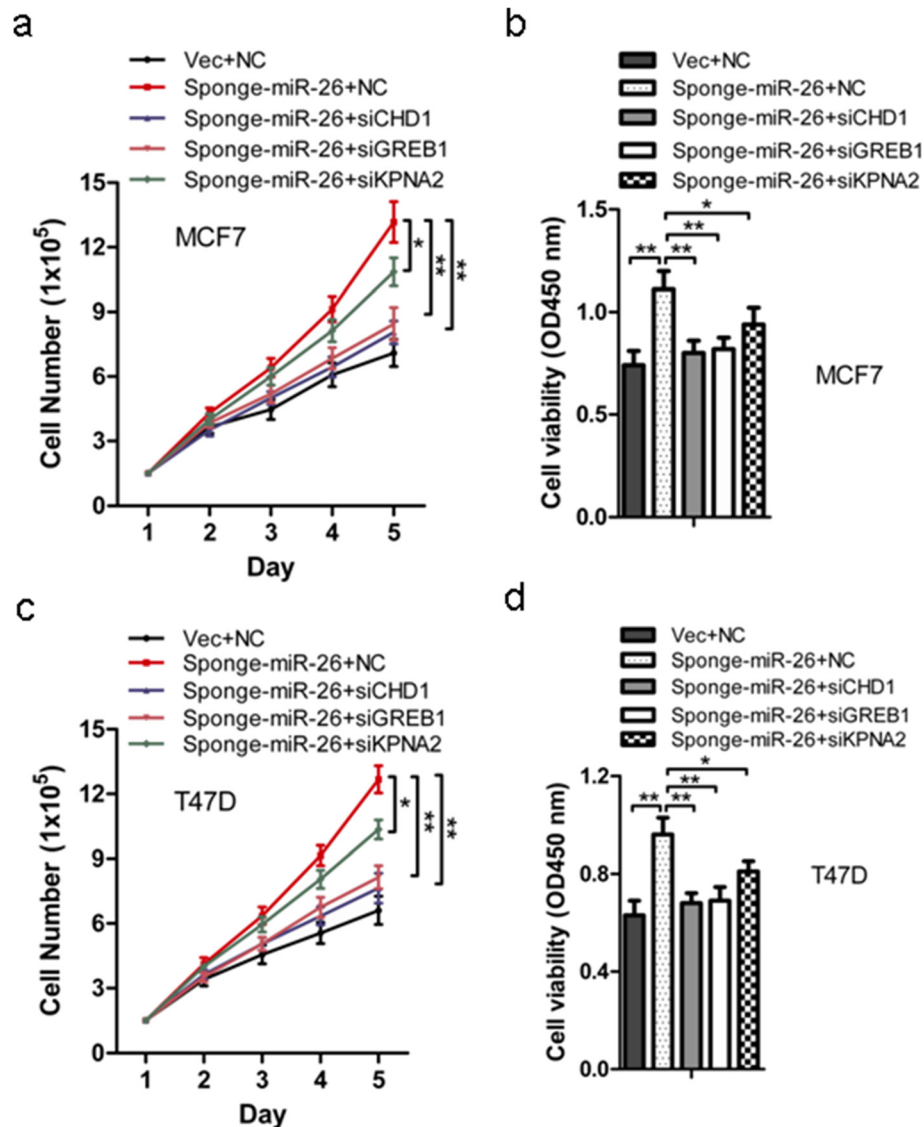 a
Vec+NC
Sponge-miR-26+NC
Sponge-miR-26+siCHD1
Sponge-miR-26+siGREB1
Sponge-miR-26+siKPNA2
15
12
9
6
3
0
Cell Number (1x10⁵)
MCF7
*
**
**
1 2 3 4 5
Day
b
Vec+NC
Sponge-miR-26+NC
Sponge-miR-26+siCHD1
Sponge-miR-26+siGREB1
Sponge-miR-26+siKPNA2
1.5
1.0
0.5
0.0
Cell viability (OD450 nm)
*
**
** **
MCF7
c
Vec+NC
Sponge-miR-26+NC
Sponge-miR-26+siCHD1
Sponge-miR-26+siGREB1
Sponge-miR-26+siKPNA2
15
12
9
6
3
0
Cell Number (1x10⁵)
T47D
*
**
**
1 2 3 4 5
Day
d
Vec+NC
Sponge-miR-26+NC
Sponge-miR-26+siCHD1
Sponge-miR-26+siGREB1
Sponge-miR-26+siKPNA2
1.2
0.8
0.4
0.0
Cell viability (OD450 nm)
*
**
** **
T47D